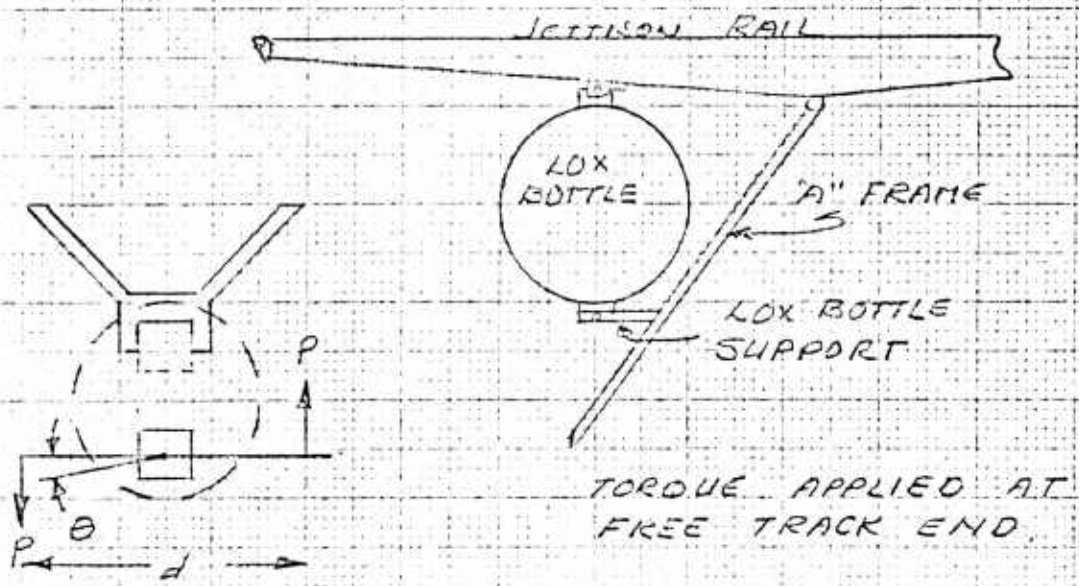 JETTISON RAIL
LOX
BOTTLE
"A" FRAME
LOX BOTTLE
SUPPORT
P
θ
P
d
TORQUE APPLIED AT
FREE TRACK END.